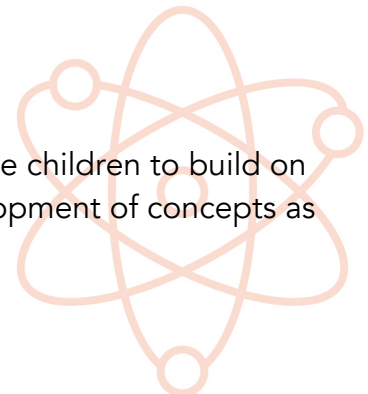 e children to build on
opment of concepts as